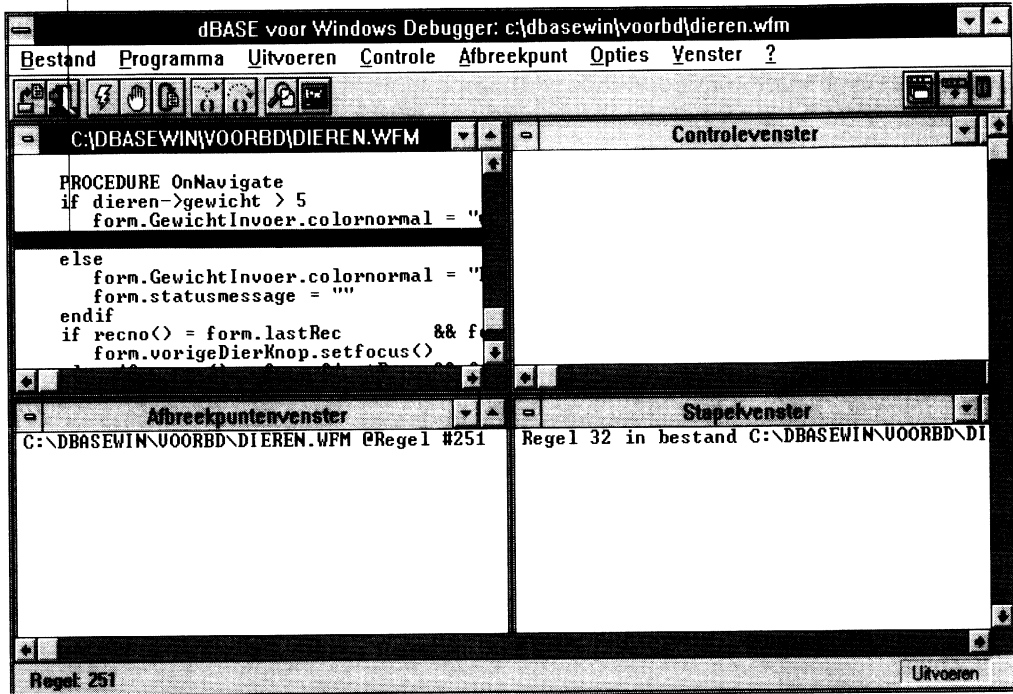 dBASE voor Windows Debugger: c:\dbasewin\voorbd\dieren.wfm
Bestand Programma Uitvoeren Controle Afbreekpunt Opties Venster ?
C:\DBASEWIN\VOORBD\DIEREN.WFM
PROCEDURE OnNavigate
if dieren->gewicht > 5
form.GewichtInvoer.colornormal = "
else
form.GewichtInvoer.colornormal = "
form.statusmessage = ""
endif
if recno() = form.lastRec && f
form.vorigeDierKnop.setfocus()
Controlevenster
Afbreekpuntenvenster
C:\DBASEWIN\VOORBD\DIEREN.WFM @Regel #251
Stapelvenster
Regel 32 in bestand C:\DBASEWIN\VOORBD\DI
Regel: 251
Uitvoeren